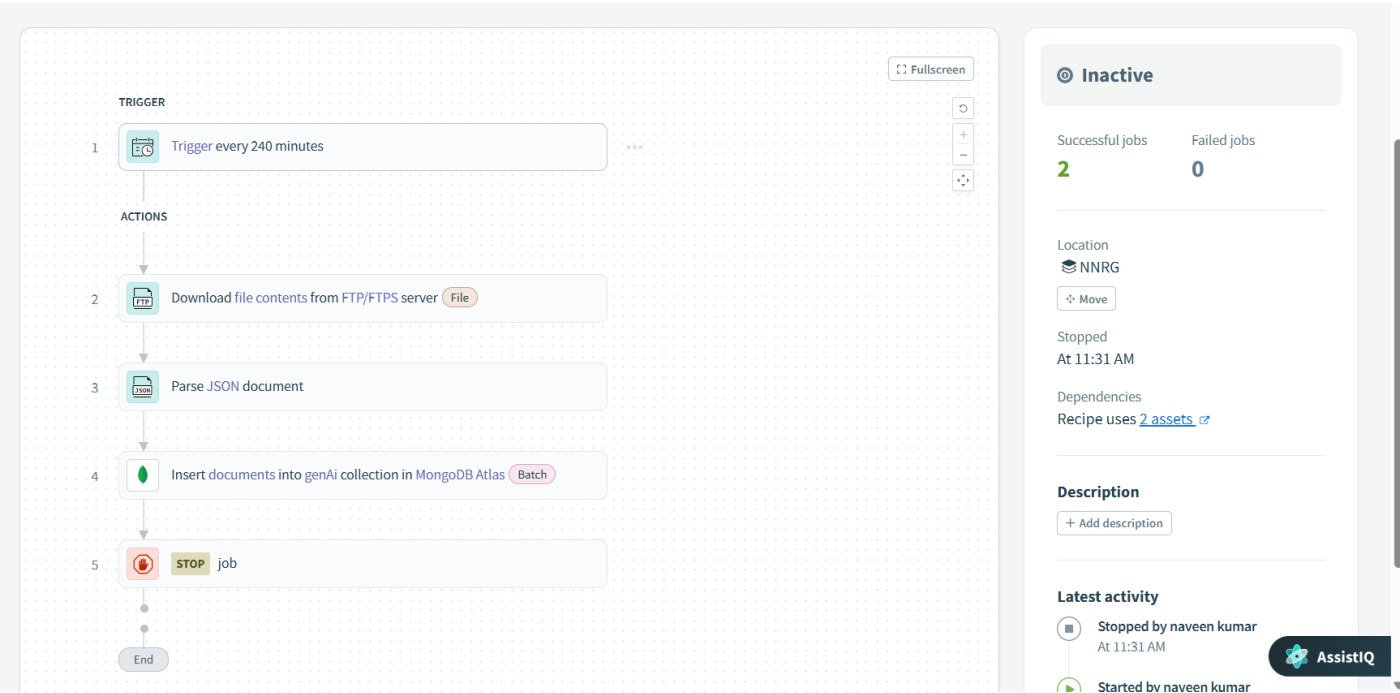 Fullscreen
TRIGGER
1 Trigger every 240 minutes
ACTIONS
2 FTP Download file contents from FTP/FTPS server File
3 JSON Parse JSON document
4 Insert documents into genAi collection in MongoDB Atlas Batch
5 STOP job
End
Inactive
Successful jobs Failed jobs
2 0
Location
NNRG
Move
Stopped
At 11:31 AM
Dependencies
Recipe uses 2 assets
Description
+ Add description
Latest activity
Stopped by naveen kumar
At 11:31 AM
AssistIQ
Started by naveen kumar